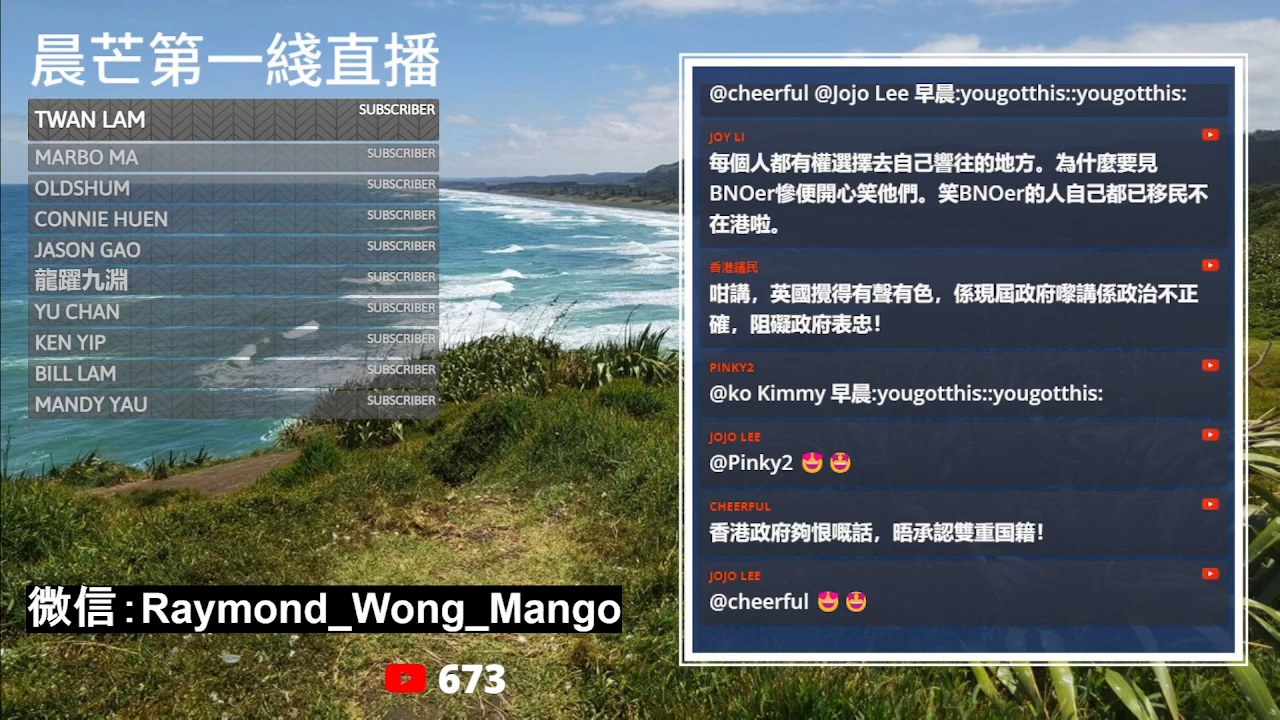 晨芒第一綫直播
TWAN LAM SUBSCRIBER
MARBO MA SUBSCRIBER
OLDSHUM SUBSCRIBER
CONNIE HUEN SUBSCRIBER
JASON GAO SUBSCRIBER
龍躍九淵 SUBSCRIBER
YU CHAN SUBSCRIBER
KEN YIP SUBSCRIBER
BILL LAM SUBSCRIBER
MANDY YAU SUBSCRIBER
微信:Raymond_Wong_Mango
673
@cheerful @Jojo Lee 早晨:yougotthis::yougotthis:
JOY LI
每個人都有權選擇去自己響往的地方。為什麼要見
BNOer慘便開心笑他們。笑BNOer的人自己都已移民不
在港啦。
香港議民
咁講，英國攪得有聲有色，係現屆政府嚟講係政治不正
確，阻礙政府表忠！
PINKY2
@ko Kimmy 早晨:yougotthis::yougotthis:
JOJO LEE
@Pinky2 🤩 🤩
CHEERFUL
香港政府夠恨嘅話，唔承認雙重国籍！
JOJO LEE
@cheerful 🤩 🤩